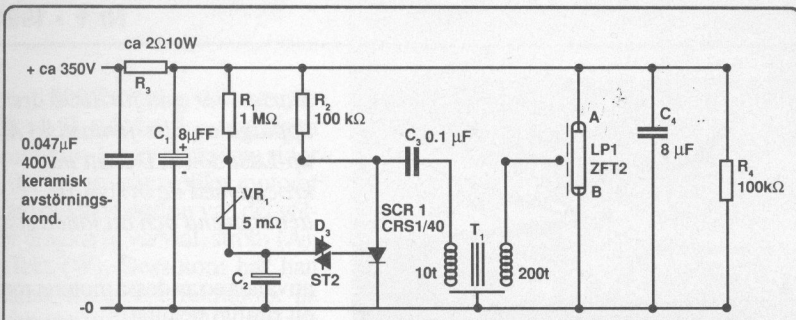 ca 2Ω10W
+ ca 350V
R3
R1
1 MΩ
R2
100 kΩ
C1 8µFF
+
-
0.047µF
400V
keramisk
avstörnings-
kond.
VR1
5 mΩ
C2
D3
ST2
SCR 1
CRS1/40
C3 0.1 µF
T1
10t
200t
A
LP1
ZFT2
B
C4
8 µF
R4
100kΩ
-0